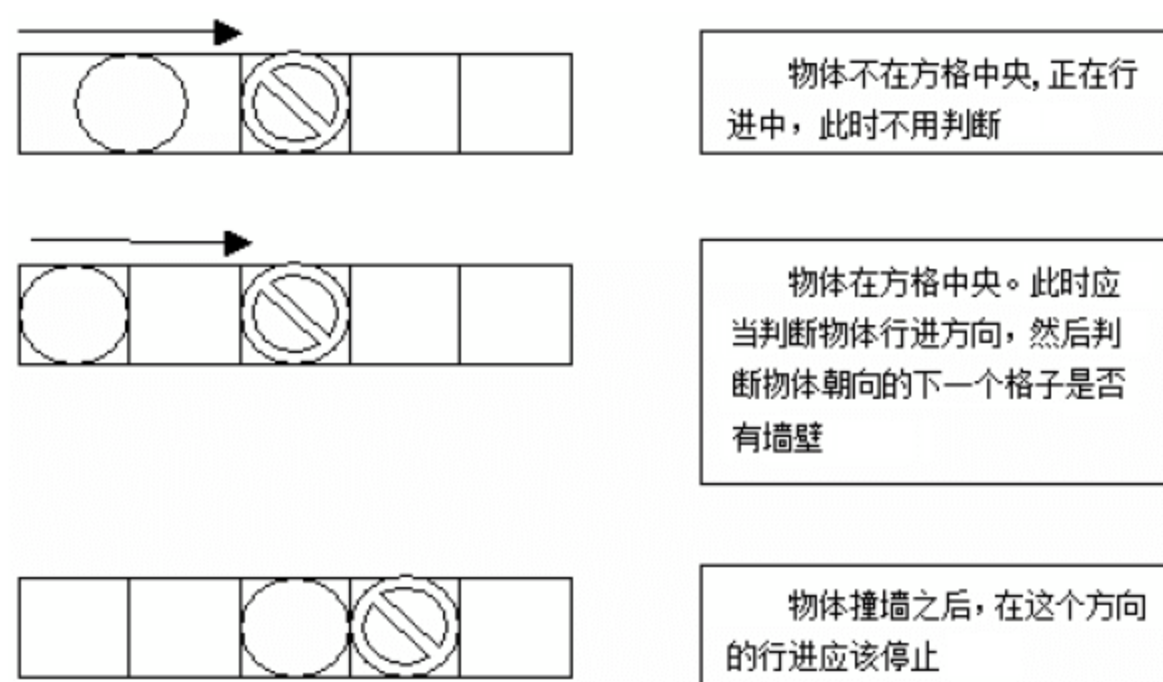 物体不在方格中央,正在行
进中，此时不用判断
物体在方格中央。此时应
当判断物体行进方向，然后判
断物体朝向的下一个格子是否
有墙壁
物体撞墙之后，在这个方向
的行进应该停止